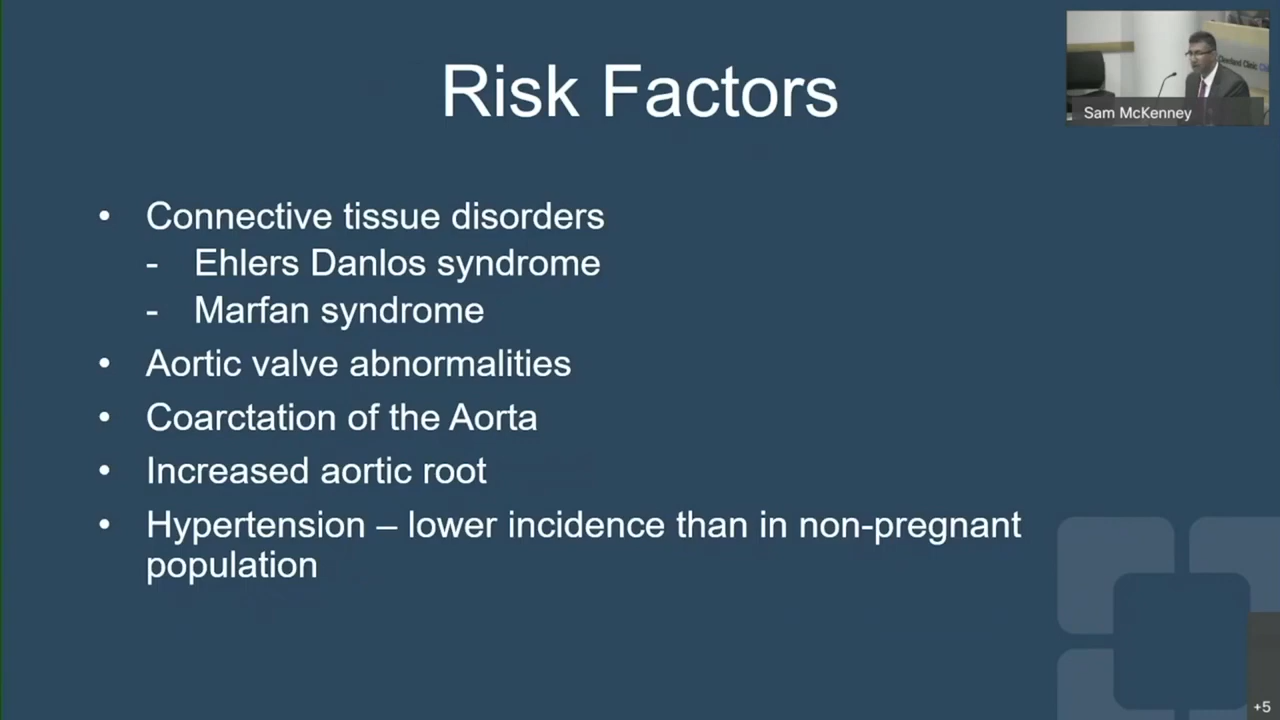 Risk Factors
Sam McKenney
• Connective tissue disorders
- Ehlers Danlos syndrome
- Marfan syndrome
• Aortic valve abnormalities
• Coarctation of the Aorta
• Increased aortic root
• Hypertension – lower incidence than in non-pregnant
population
+5